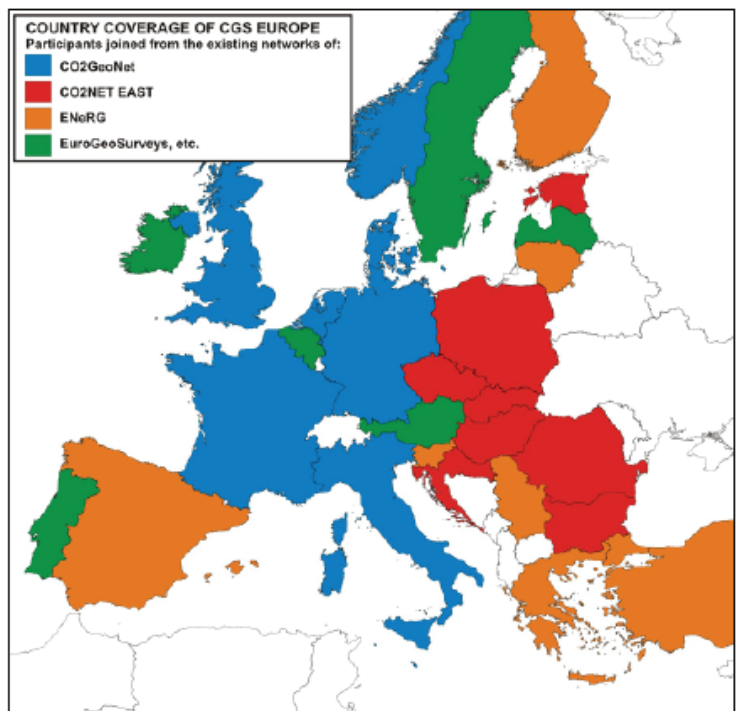 COUNTRY COVERAGE OF CGS EUROPE
Participants joined from the existing networks of:
CO2GeoNet
CO2NET EAST
ENeRG
EuroGeoSurveys, etc.